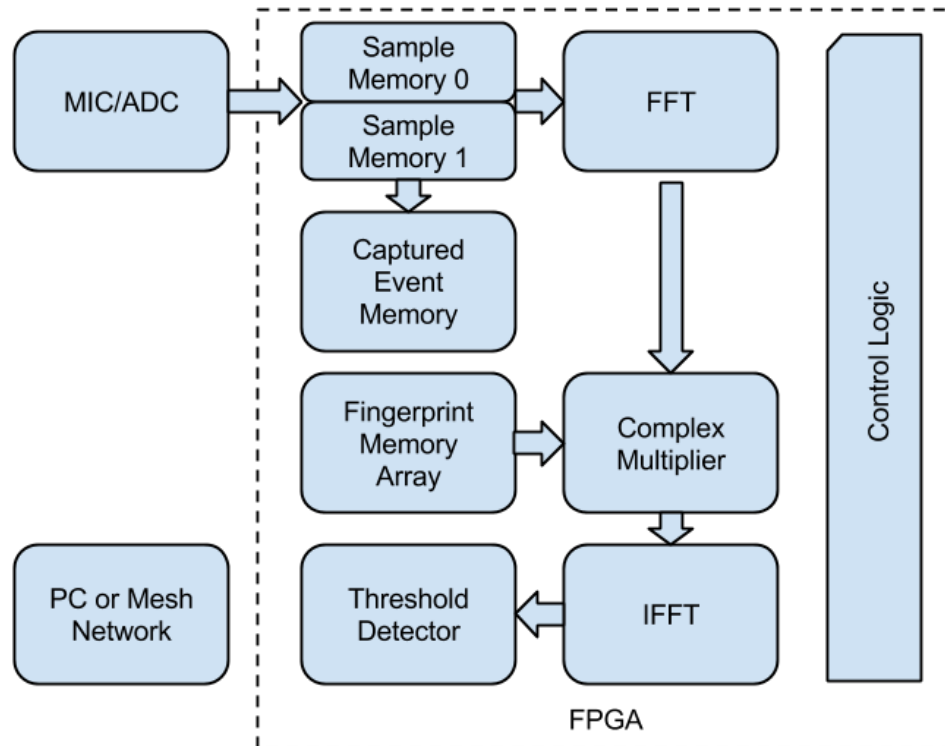 MIC/ADC
Sample
Memory 0
Sample
Memory 1
FFT
Captured
Event
Memory
Fingerprint
Memory
Array
Complex
Multiplier
Control Logic
PC or Mesh
Network
Threshold
Detector
IFFT
FPGA